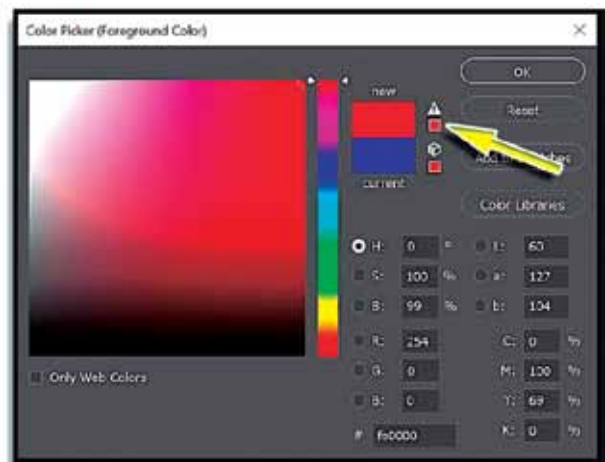 Color Picker (Foreground Color)
new
OK
Reset
current
Color Libraries
H: 0 °
L: 60
S: 100 %
a: 127
B: 99 %
b: 104
R: 254
C: 0 %
G: 0
M: 100 %
B: 0
Y: 69 %
# fe0000
K: 0 %
Only Web Colors